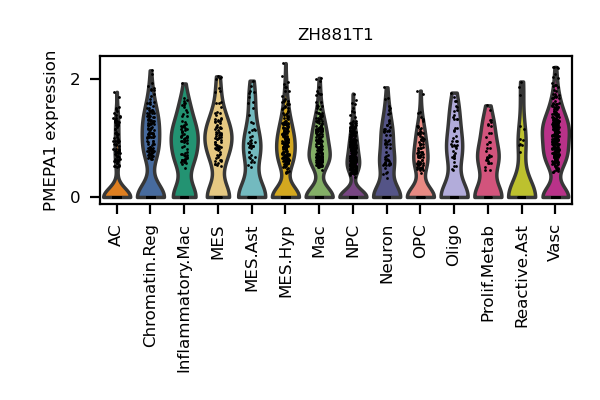 ZH881T1
PMEPA1 expression
2
0
AC
Chromatin.Reg
Inflammatory.Mac
MES
MES.Ast
MES.Hyp
Mac
NPC
Neuron
OPC
Oligo
Prolif.Metab
Reactive.Ast
Vasc